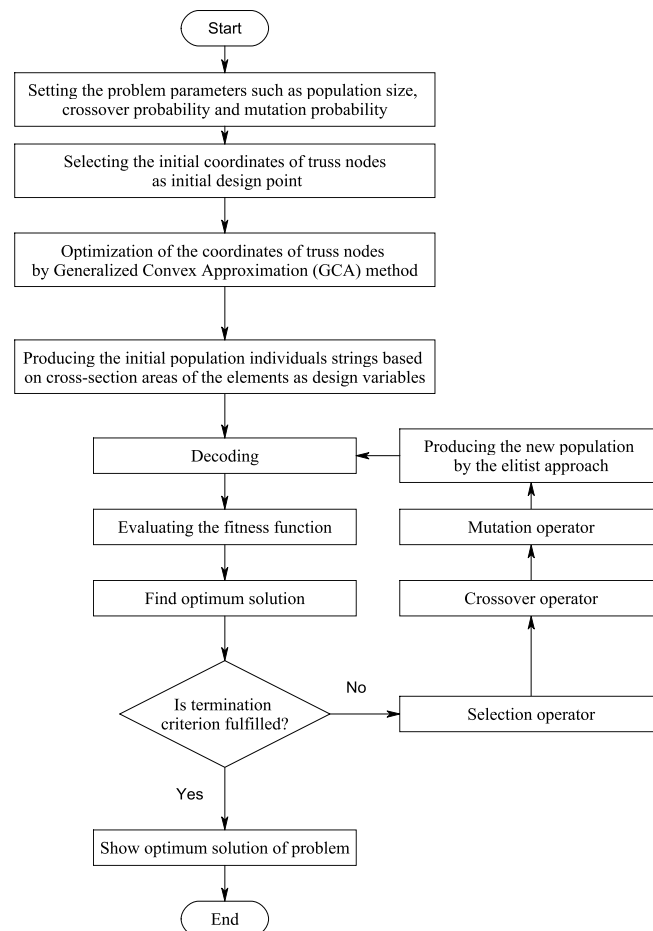 Start
Setting the problem parameters such as population size,
crossover probability and mutation probability
Selecting the initial coordinates of truss nodes
as initial design point
Optimization of the coordinates of truss nodes
by Generalized Convex Approximation (GCA) method
Producing the initial population individuals strings based
on cross-section areas of the elements as design variables
Decoding
Producing the new population
by the elitist approach
Evaluating the fitness function
Mutation operator
Find optimum solution
Crossover operator
Is termination
criterion fulfilled?
No
Selection operator
Yes
Show optimum solution of problem
End